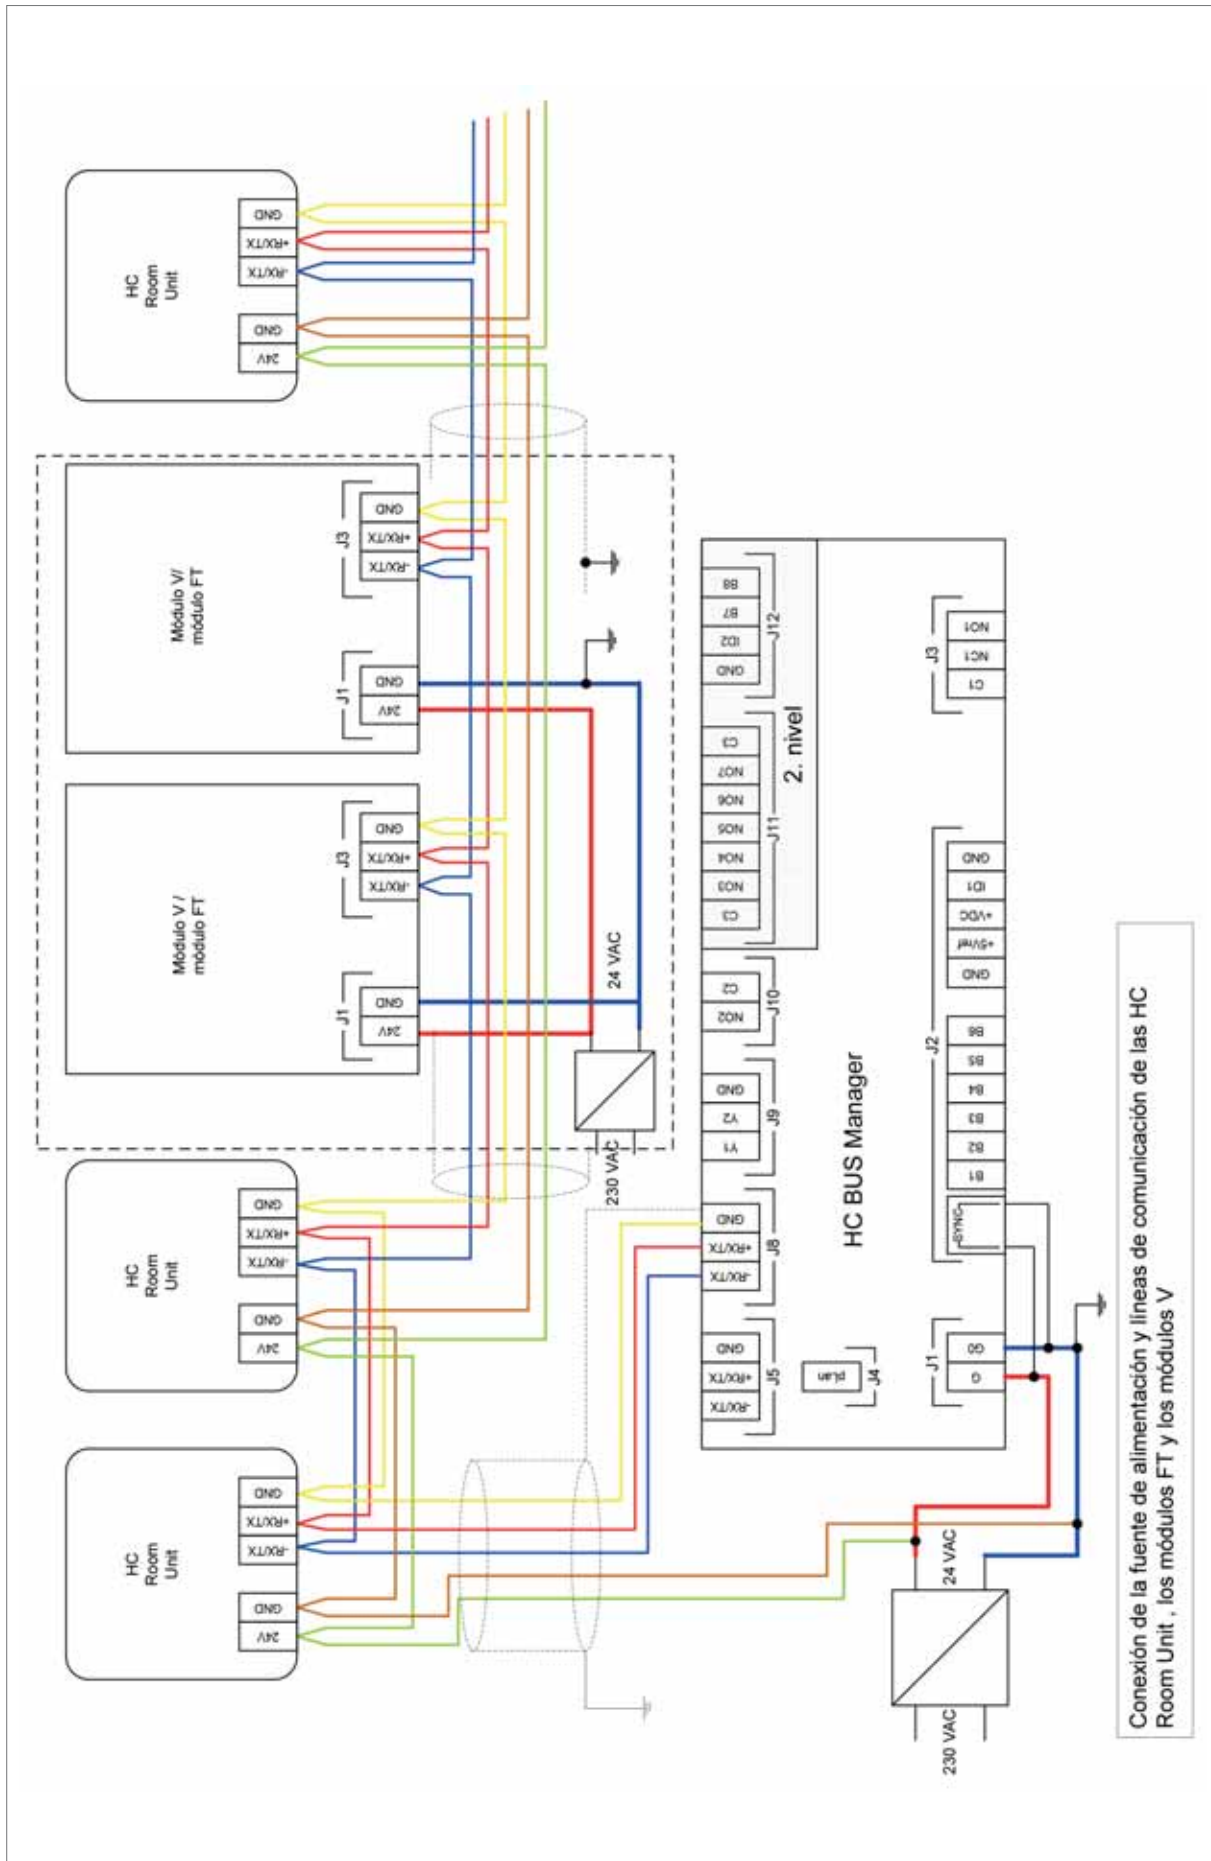 HC
Room
Unit
24V GND -RX/TX +RX/TX GND
HC
Room
Unit
24V GND -RX/TX +RX/TX GND
Módulo V /
módulo FT
J1
24V GND
J3
-RX/TX +RX/TX GND
Módulo V/
módulo FT
J1
24V GND
J3
-RX/TX +RX/TX GND
HC
Room
Unit
24V GND -RX/TX +RX/TX GND
230 VAC
24 VAC
-RX/TX +RX/TX GND
J5
-RX/TX +RX/TX GND
J8
Y1 Y2 GND
J9
NO2 C2
J10
C3 NO3 NO4 NO5 NO6 NO7 C3
J11
GND ID2 B7 B8
J12
2. nivel
pLan
J4
HC BUS Manager
J1
G G0
J2
SYNC B1 B2 B3 B4 B5 B6 GND +5Vref +VDC ID1 GND
J3
C1 NC1 NO1
230 VAC
24 VAC
Conexión de la fuente de alimentación y líneas de comunicación de las HC
Room Unit , los módulos FT y los módulos V